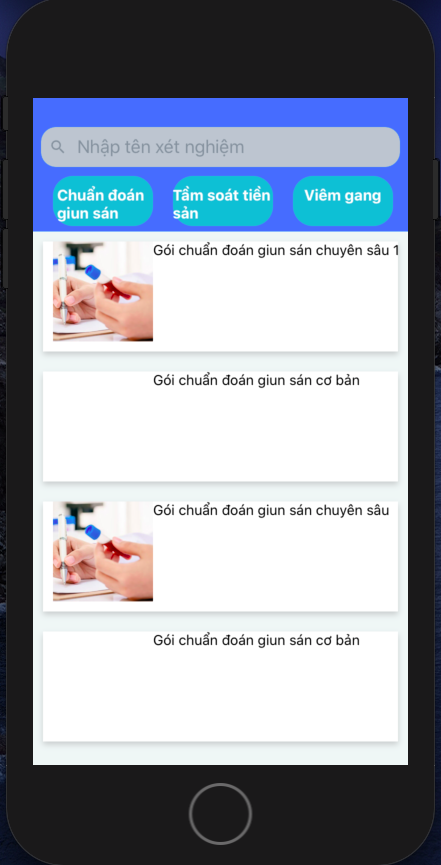 Nhập tên xét nghiệm
Chuẩn đoán
giun sán
Tầm soát tiền
sản
Viêm gang
Gói chuẩn đoán giun sán chuyên sâu 1
Gói chuẩn đoán giun sán cơ bản
Gói chuẩn đoán giun sán chuyên sâu
Gói chuẩn đoán giun sán cơ bản